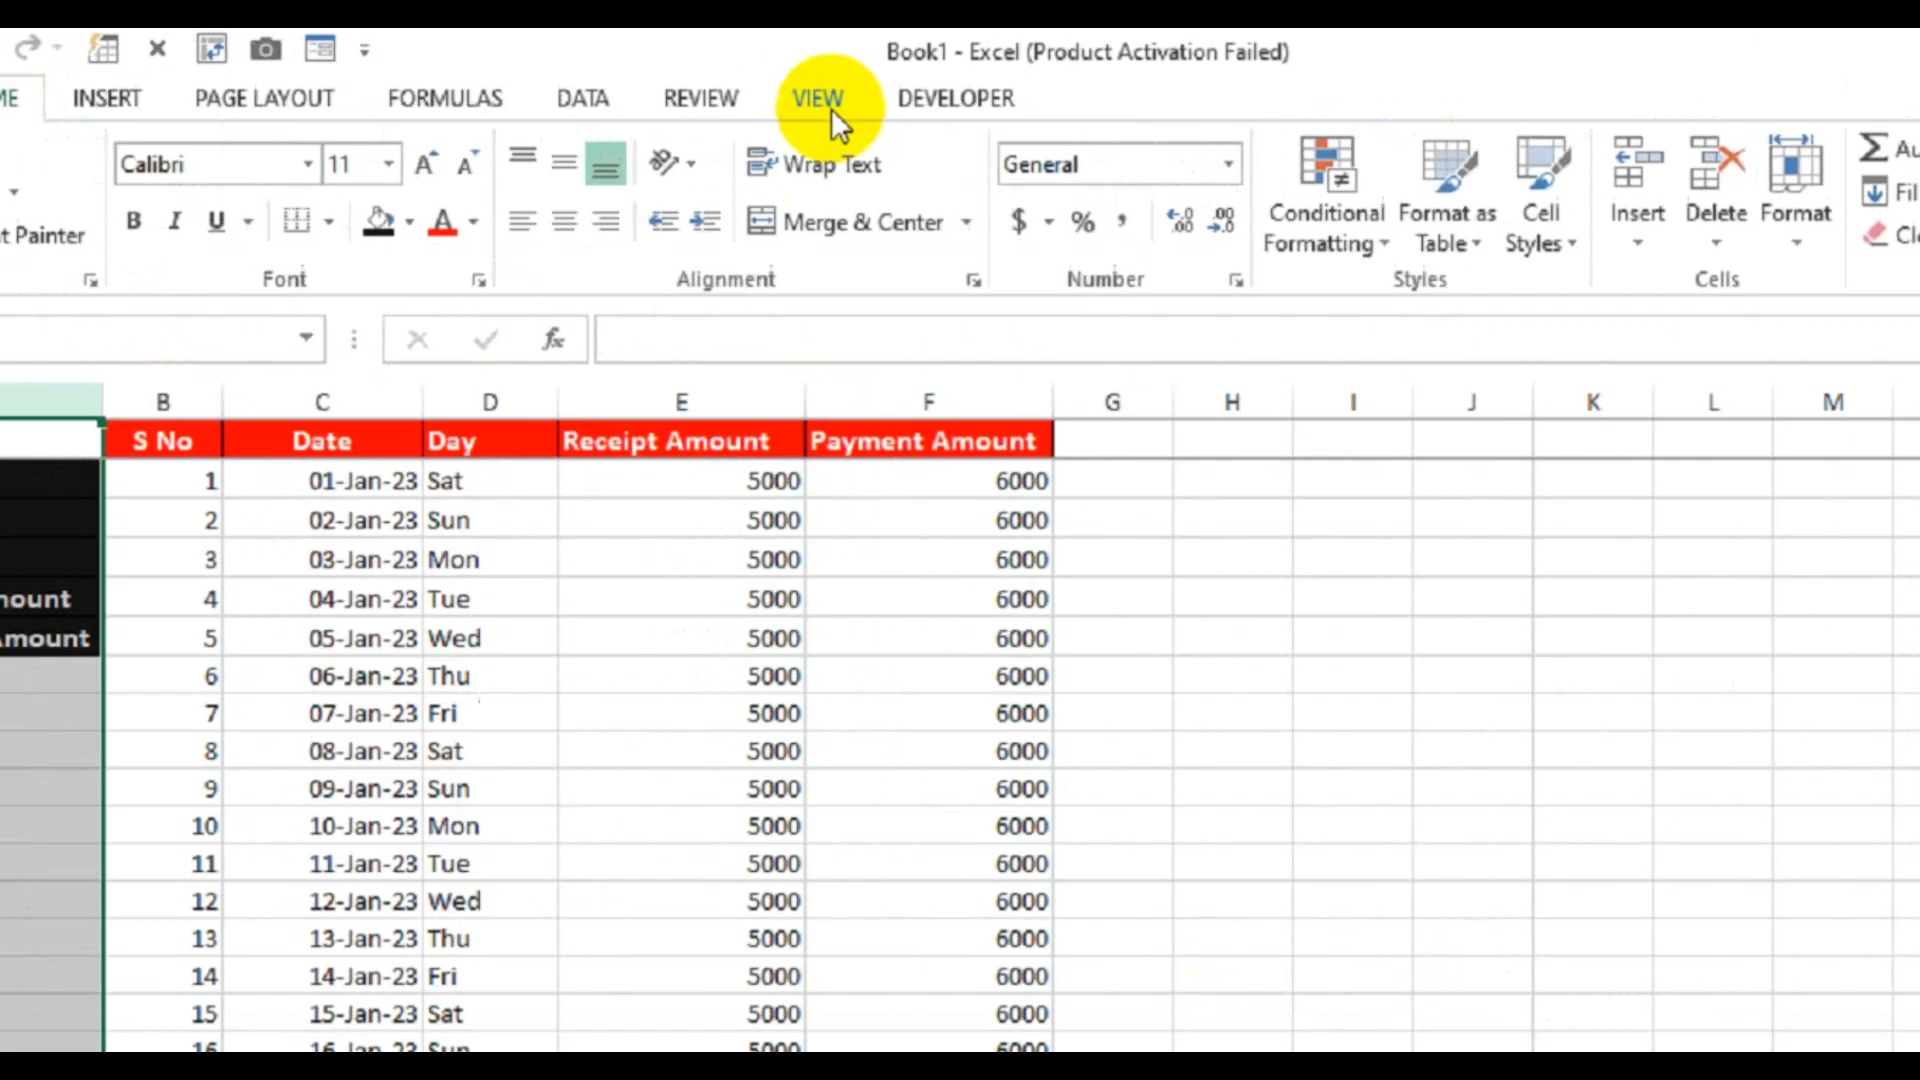 Book1 - Excel (Product Activation Failed)
INSERT PAGE LAYOUT FORMULAS DATA REVIEW VIEW DEVELOPER
Calibri 11 Wrap Text General
B I U Merge & Center $ % , Conditional Formatting Format as Table Cell Styles Insert Delete Format
t Painter
Font Alignment Number Styles Cells
fx
B C D E F G H I J K L M
S No Date Day Receipt Amount Payment Amount
1 01-Jan-23 Sat 5000 6000
2 02-Jan-23 Sun 5000 6000
3 03-Jan-23 Mon 5000 6000
mount 4 04-Jan-23 Tue 5000 6000
Amount 5 05-Jan-23 Wed 5000 6000
6 06-Jan-23 Thu 5000 6000
7 07-Jan-23 Fri 5000 6000
8 08-Jan-23 Sat 5000 6000
9 09-Jan-23 Sun 5000 6000
10 10-Jan-23 Mon 5000 6000
11 11-Jan-23 Tue 5000 6000
12 12-Jan-23 Wed 5000 6000
13 13-Jan-23 Thu 5000 6000
14 14-Jan-23 Fri 5000 6000
15 15-Jan-23 Sat 5000 6000
16 16-Jan-23 Sun 5000 6000